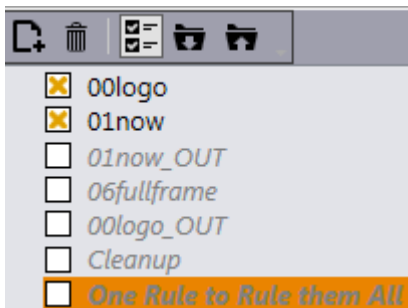 00logo
01now
01now_OUT
06fullframe
00logo_OUT
Cleanup
One Rule to Rule them All